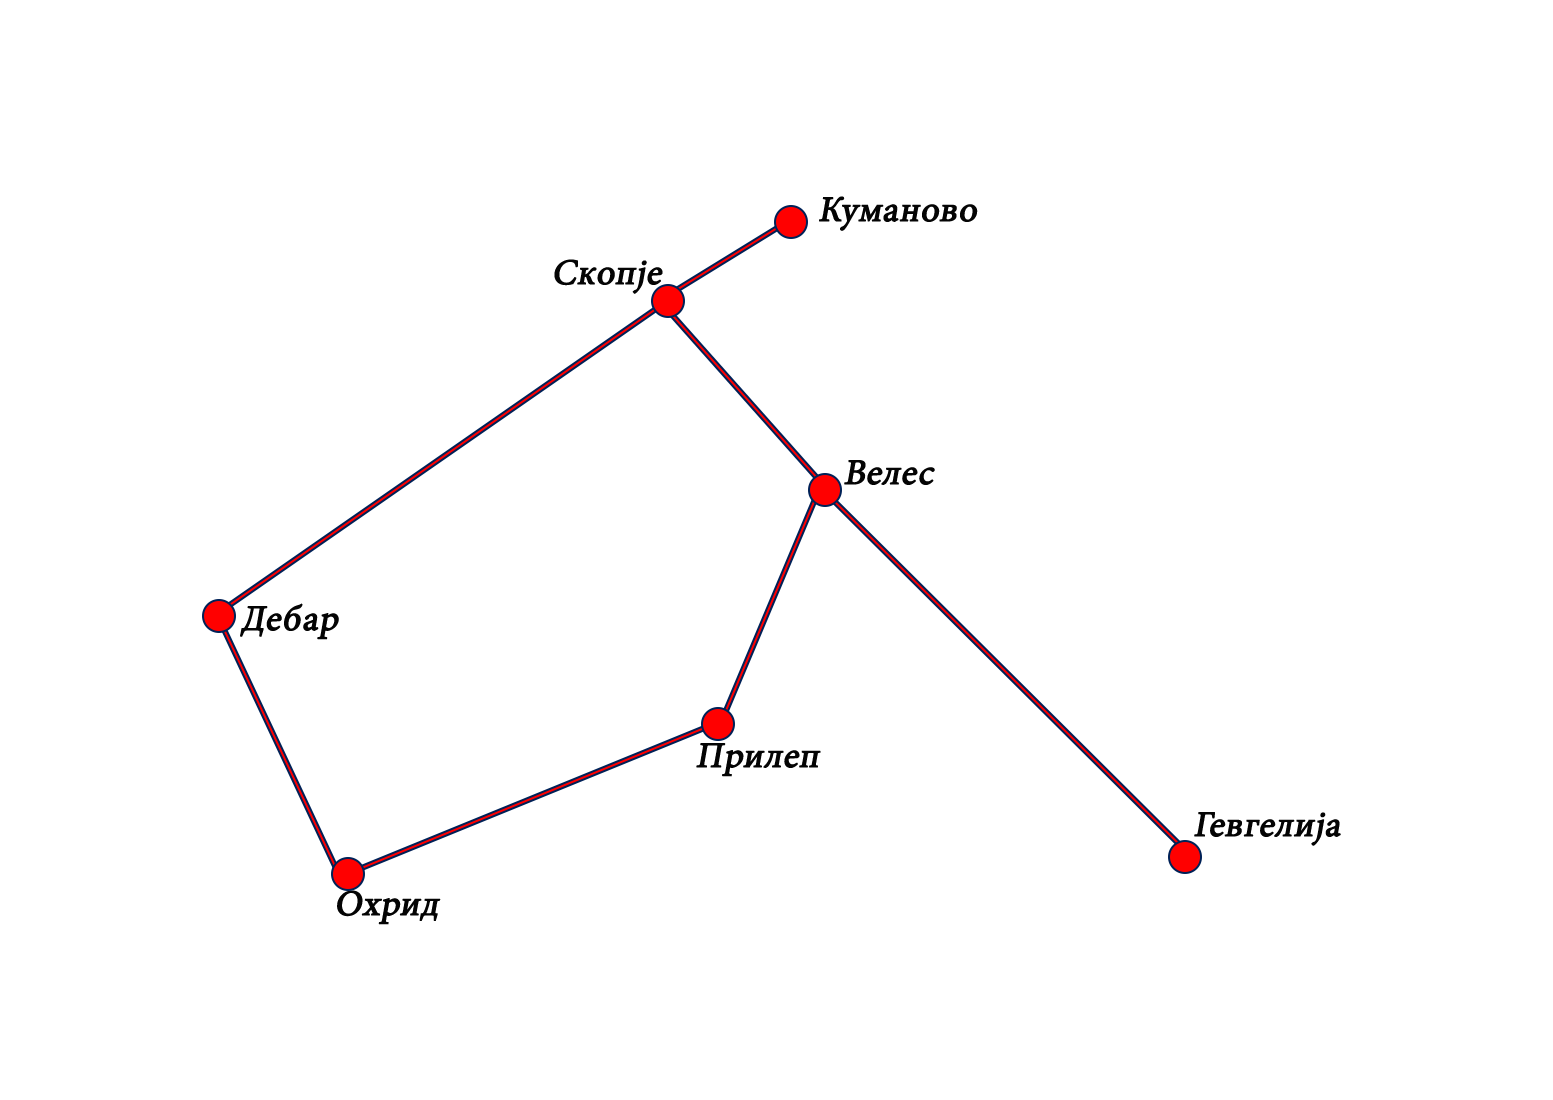 Куманово
Скопје
Велес
Дебар
Прилеп
Гевгелија
Охрид